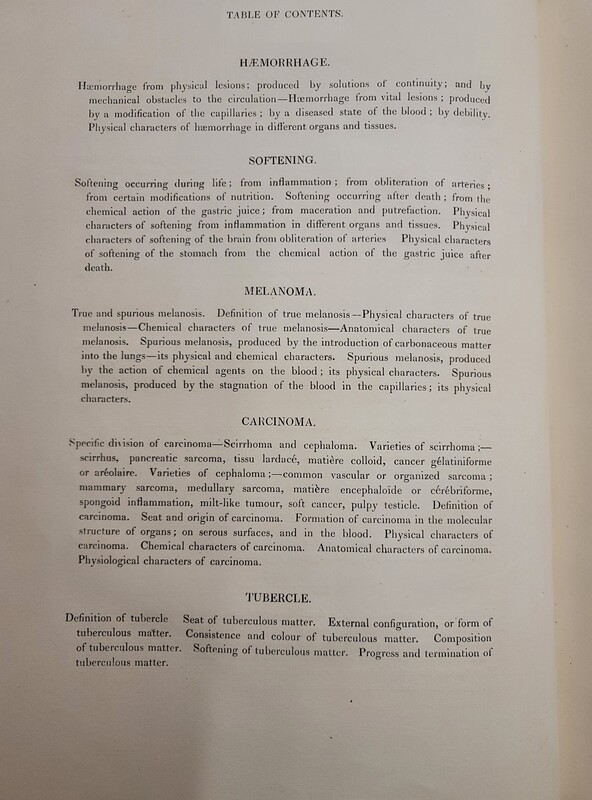 TABLE OF CONTENTS.
HÆMORRHAGE.
Hæmorrhage from physical lesions; produced by solutions of continuity; and by
mechanical obstacles to the circulation—Hæmorrhage from vital lesions; produced
by a modification of the capillaries; by a diseased state of the blood; by debility.
Physical characters of hæmorrhage in different organs and tissues.
SOFTENING.
Softening occurring during life; from inflammation; from obliteration of arteries;
from certain modifications of nutrition. Softening occurring after death; from the
chemical action of the gastric juice; from maceration and putrefaction. Physical
characters of softening from inflammation in different organs and tissues. Physical
characters of softening of the brain from obliteration of arteries Physical characters
of softening of the stomach from the chemical action of the gastric juice after
death.
MELANOMA.
True and spurious melanosis. Definition of true melanosis—Physical characters of true
melanosis—Chemical characters of true melanosis—Anatomical characters of true
melanosis. Spurious melanosis, produced by the introduction of carbonaceous matter
into the lungs—its physical and chemical characters. Spurious melanosis, produced
by the action of chemical agents on the blood; its physical characters. Spurious
melanosis, produced by the stagnation of the blood in the capillaries; its physical
characters.
CARCINOMA.
Specific division of carcinoma—Scirrhoma and cephaloma. Varieties of scirrhoma;—
scirrhus, pancreatic sarcoma, tissu lardacé, matière colloid, cancer gélatiniforme
or aréolaire. Varieties of cephaloma;—common vascular or organized sarcoma;
mammary sarcoma, medullary sarcoma, matière encephaloïde or cérébriforme,
spongoid inflammation, milt-like tumour, soft cancer, pulpy testicle. Definition of
carcinoma. Seat and origin of carcinoma. Formation of carcinoma in the molecular
structure of organs; on serous surfaces, and in the blood. Physical characters of
carcinoma. Chemical characters of carcinoma. Anatomical characters of carcinoma.
Physiological characters of carcinoma.
TUBERCLE.
Definition of tubercle Seat of tuberculous matter. External configuration, or form of
tuberculous matter. Consistence and colour of tuberculous matter. Composition
of tuberculous matter. Softening of tuberculous matter. Progress and termination of
tuberculous matter.